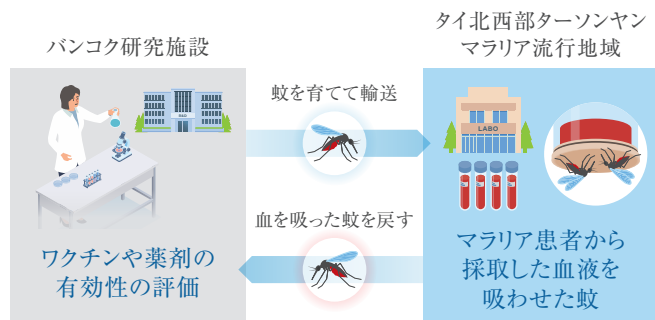 バンコク研究施設
ワクチンや薬剤の
有効性の評価
蚊を育てて輸送
血を吸った蚊を戻す
タイ北西部ターソンヤン
マラリア流行地域
LABO
マラリア患者から
採取した血液を
吸わせた蚊